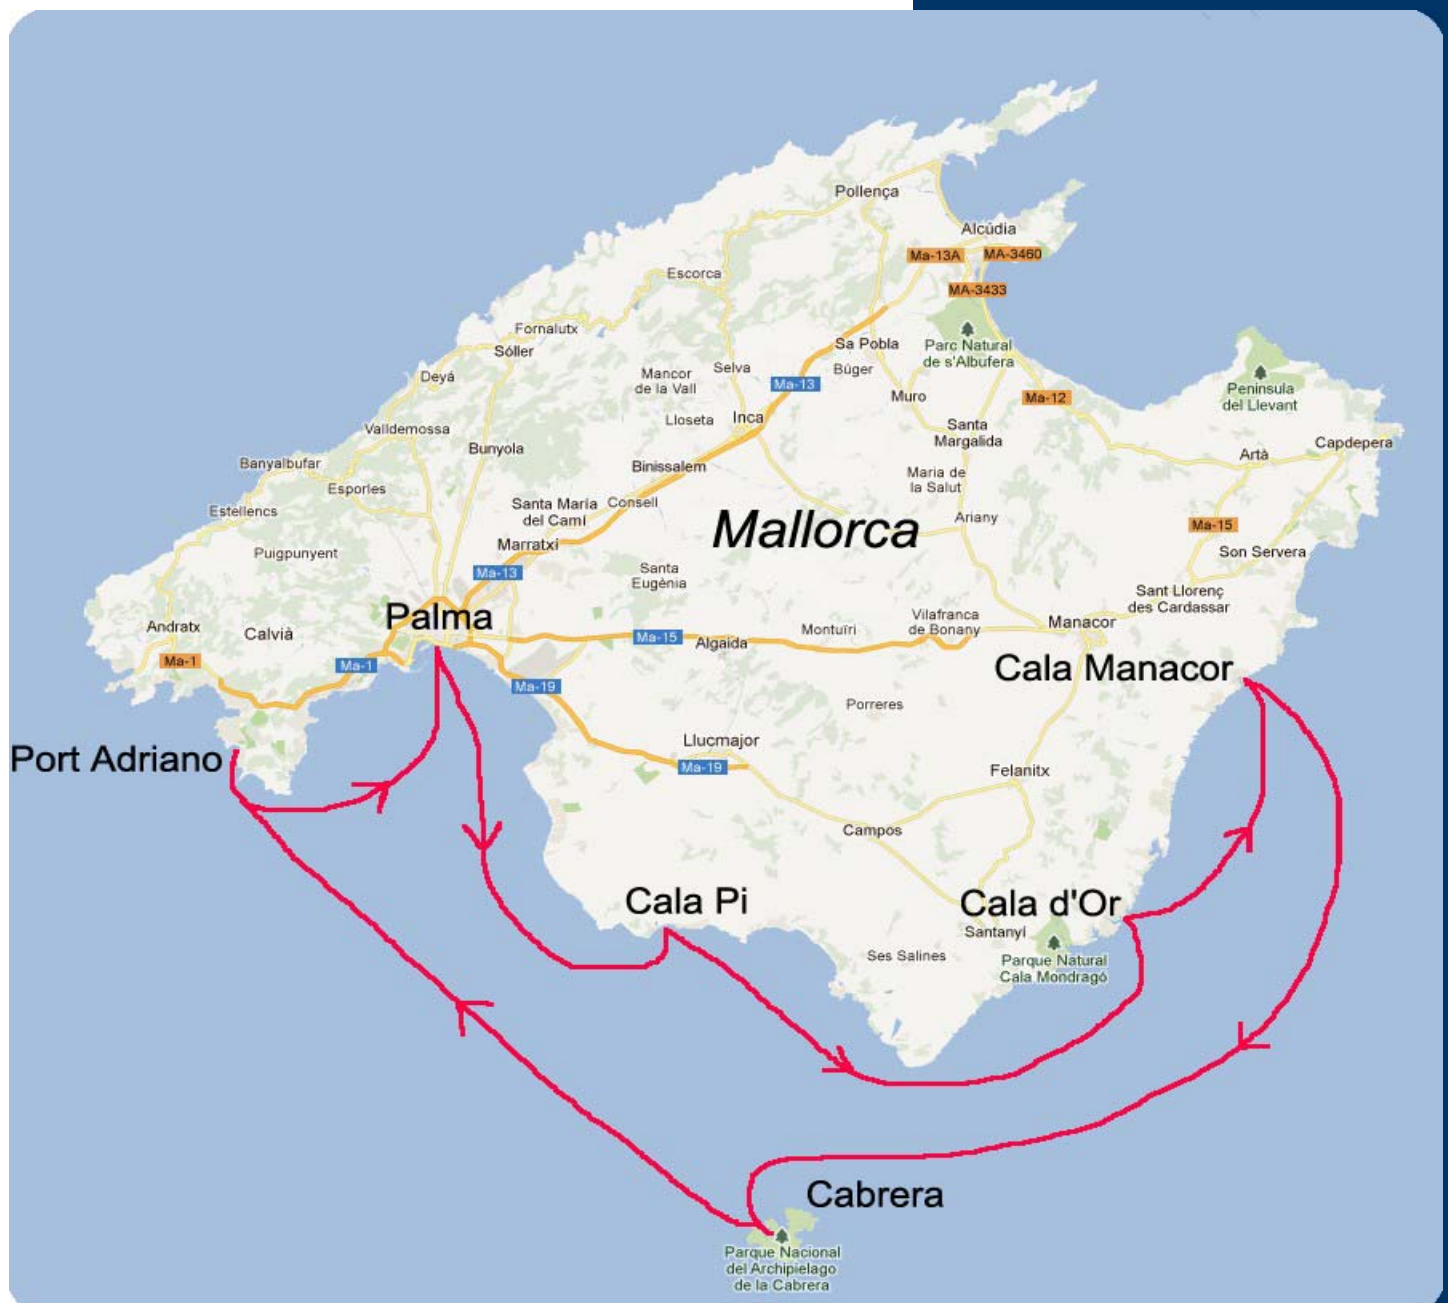 Pollença
Alcúdia
Ma-13A
MA-3460
Escorca
MA-3433
Fornalutx
Sóller
Sa Pobla
Parc Natural
de s'Albufera
Deyá
Mancor
de la Vall
Selva
Búger
Ma-13
Muro
Ma-12
Peninsula
del Llevant
Lloseta
Inca
Valldemossa
Santa
Margalida
Bunyola
Capdepera
Artà
Banyalbufar
Binissalem
Maria de
la Salut
Esporles
Estellencs
Santa Maria
del Camí
Consell
Mallorca
Ariany
Ma-15
Marratxi
Puigpunyent
Son Servera
Ma-13
Santa
Eugènia
Sant Llorenç
des Cardassar
Palma
Andratx
Calvià
Ma-15
Algaida
Montuïri
Vilafranca
de Bonany
Manacor
Ma-1
Ma-1
Cala Manacor
Ma-19
Porreres
Port Adriano
Llucmajor
Ma-19
Felanitx
Campos
Cala Pi
Cala d'Or
Santanyí
Ses Salines
Parque Natural
Cala Mondragó
Cabrera
Parque Nacional
del Archipielago
de la Cabrera